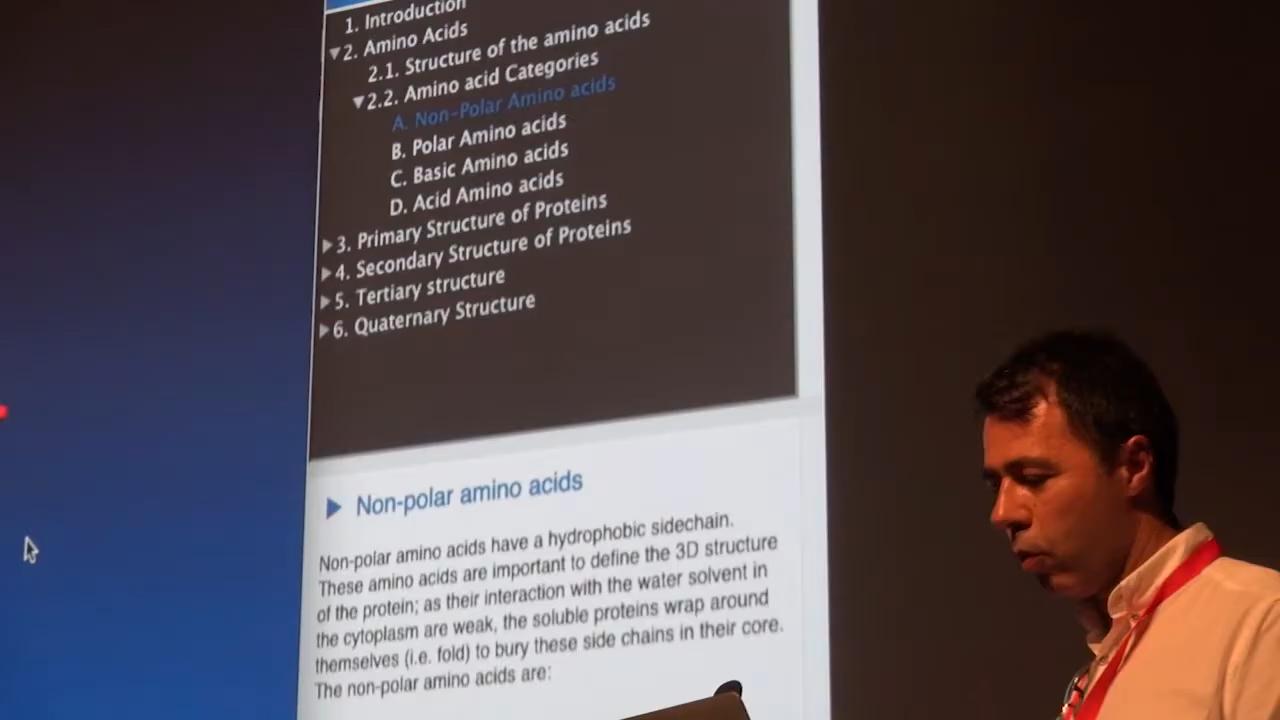 1. Introduction
▼2. Amino Acids
2.1. Structure of the amino acids
▼2.2. Amino acid Categories
A. Non-Polar Amino acids
B. Polar Amino acids
C. Basic Amino acids
D. Acid Amino acids
▶3. Primary Structure of Proteins
▶4. Secondary Structure of Proteins
▶5. Tertiary structure
▶6. Quaternary Structure
▶ Non-polar amino acids
Non-polar amino acids have a hydrophobic sidechain.
These amino acids are important to define the 3D structure
of the protein; as their interaction with the water solvent in
the cytoplasm are weak, the soluble proteins wrap around
themselves (i.e. fold) to bury these side chains in their core.
The non-polar amino acids are: